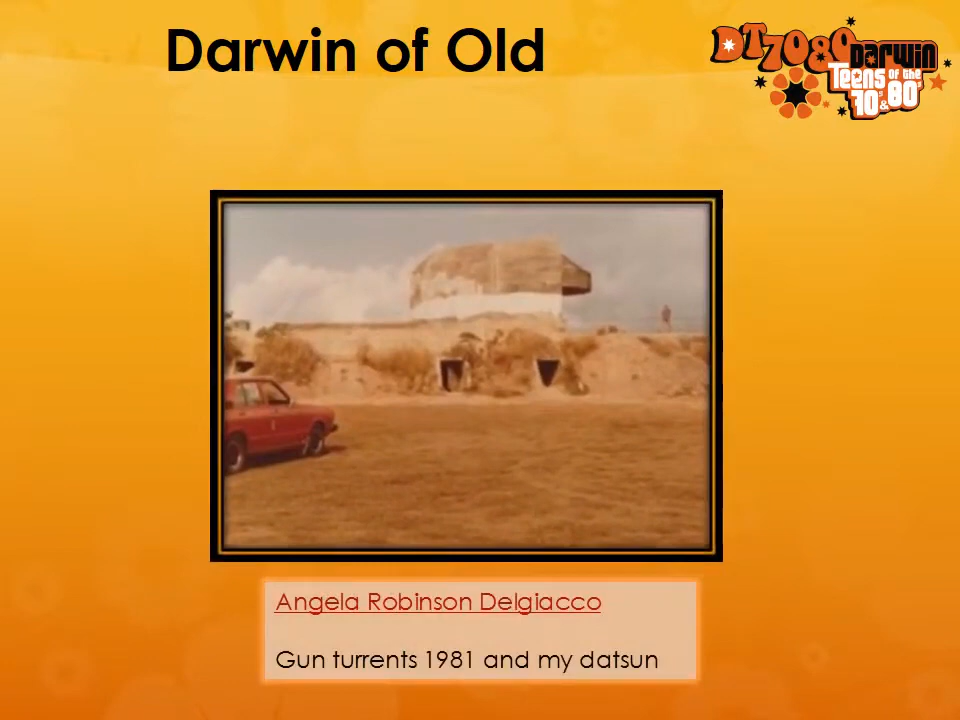 Darwin of Old
DT7080 Darwin
Teens of the
70s & 80s
Angela Robinson Delgiacco
Gun turrents 1981 and my datsun